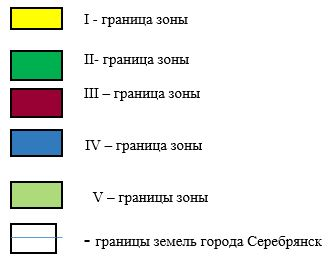 I - граница зоны
II- граница зоны
III – граница зоны
IV – граница зоны
V – границы зоны
- границы земель города Серебрянск